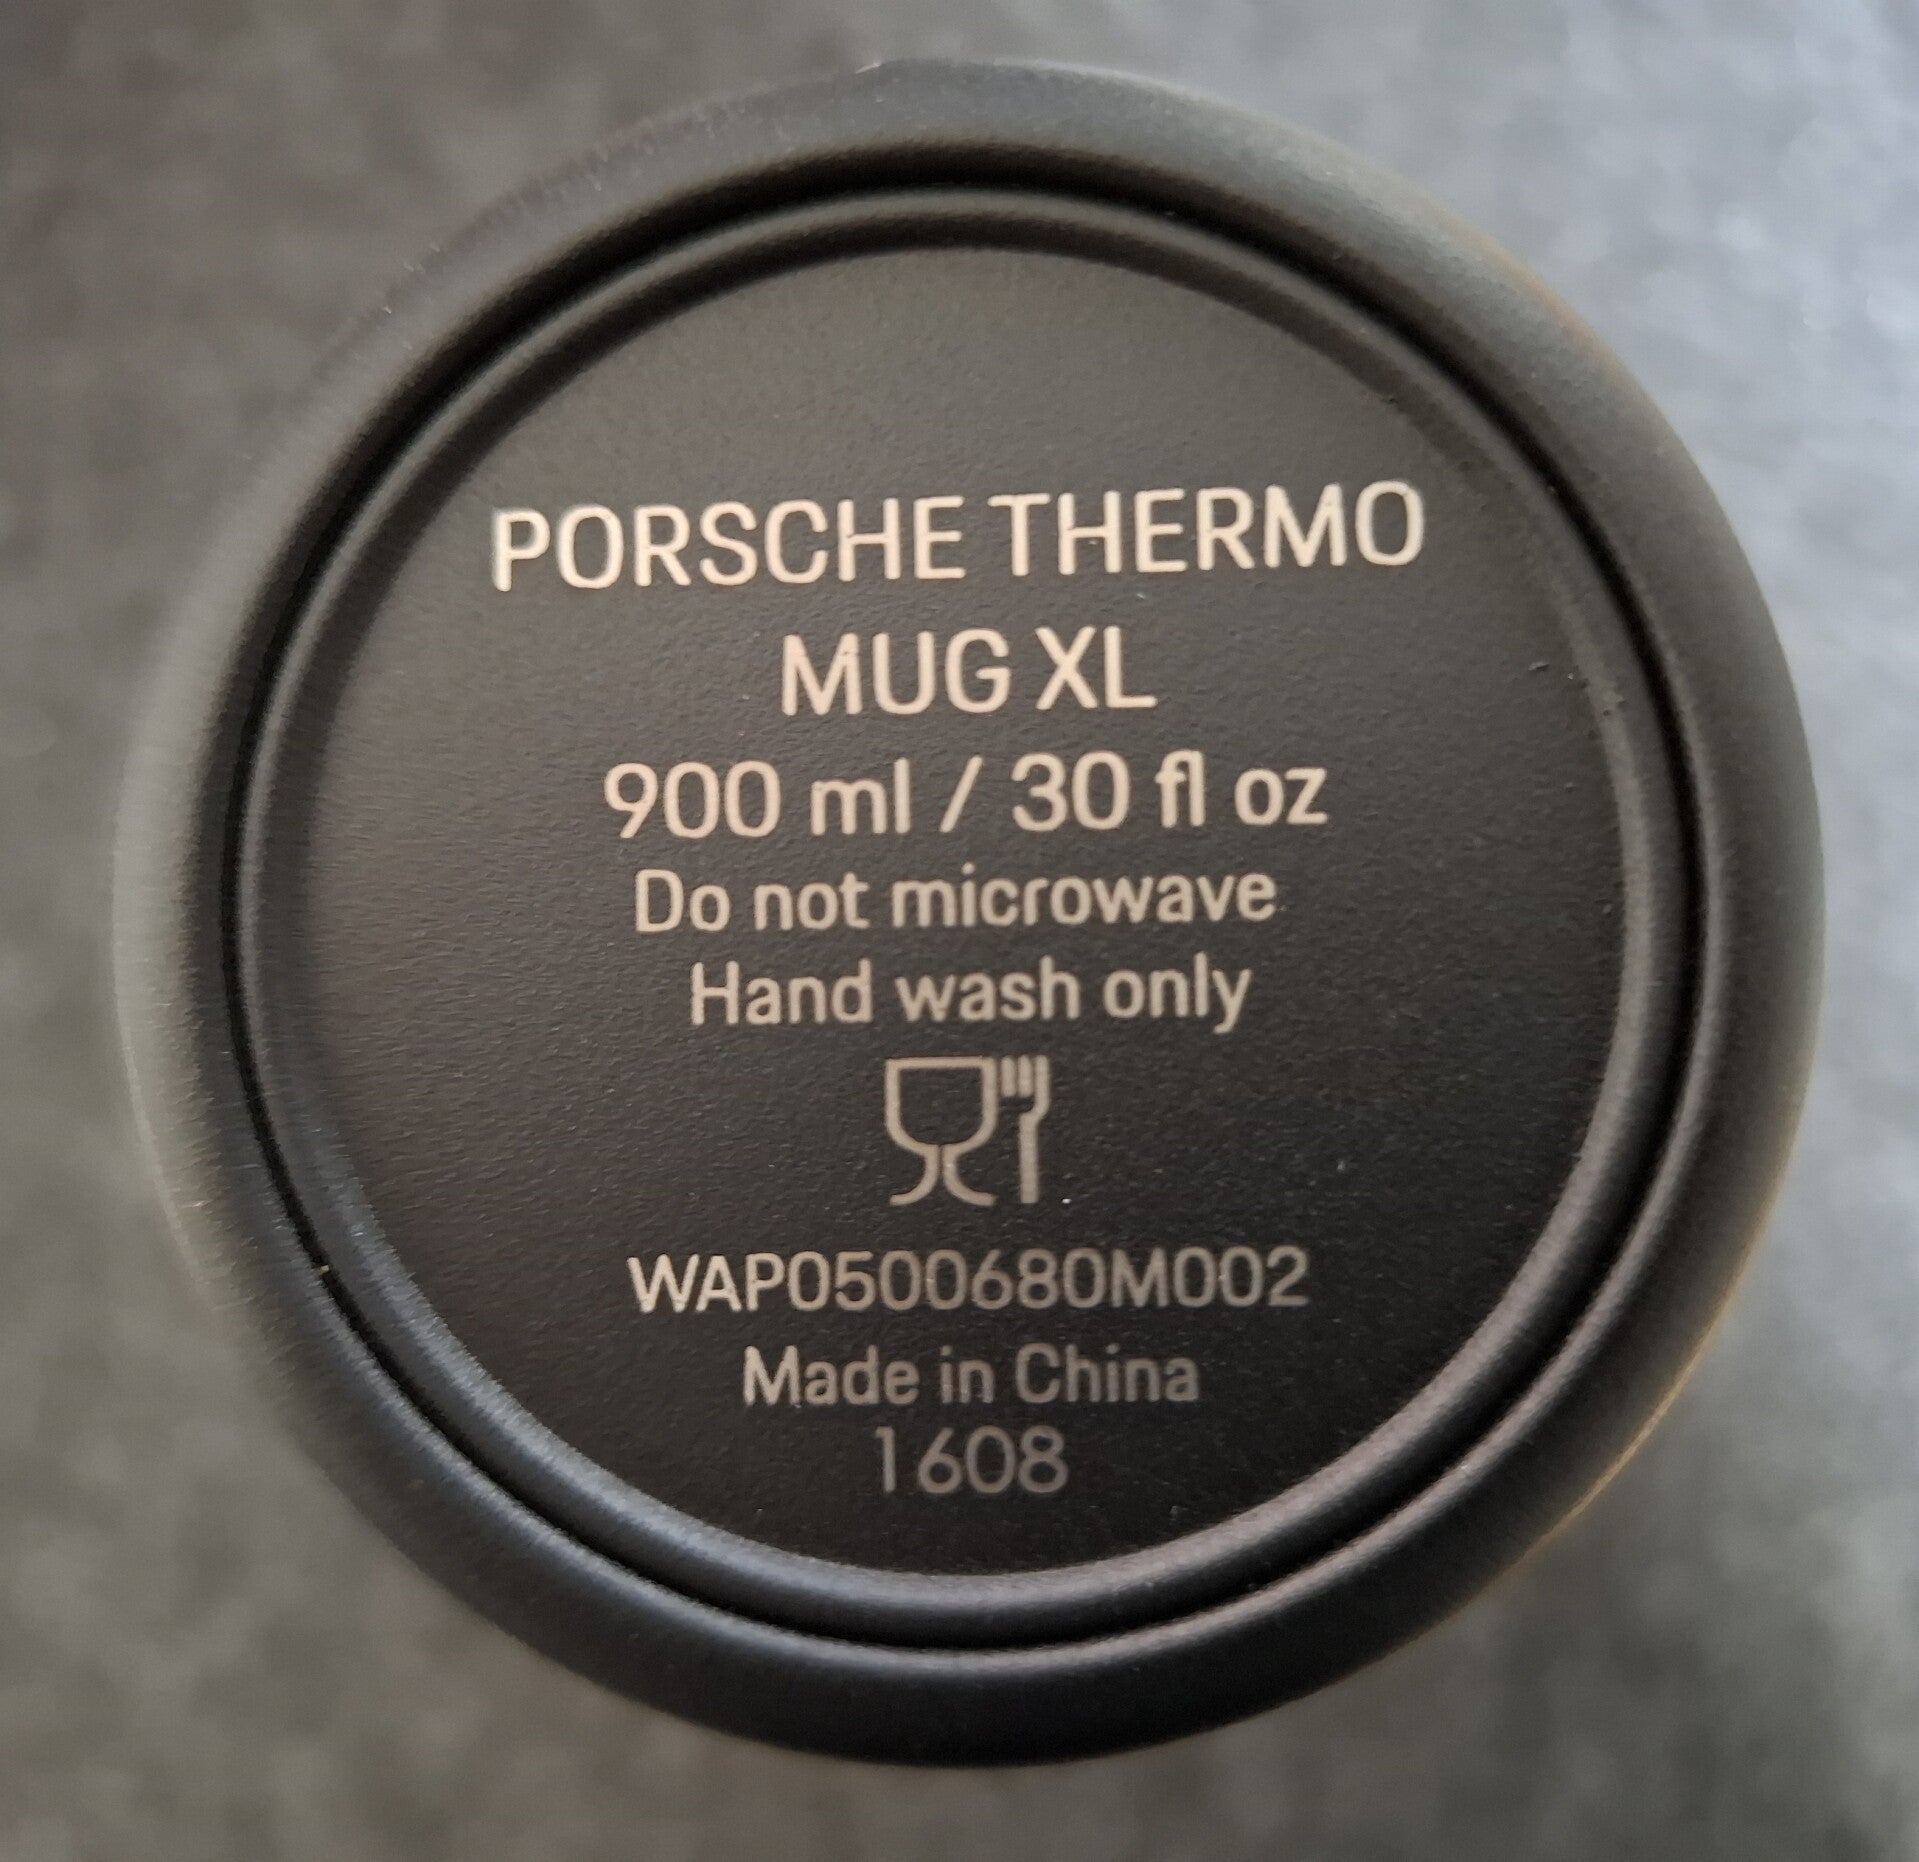 PORSCHE THERMO
MUG XL
900 ml / 30 fl oz
Do not microwave
Hand wash only
WAP0500680M002
Made in China
1608